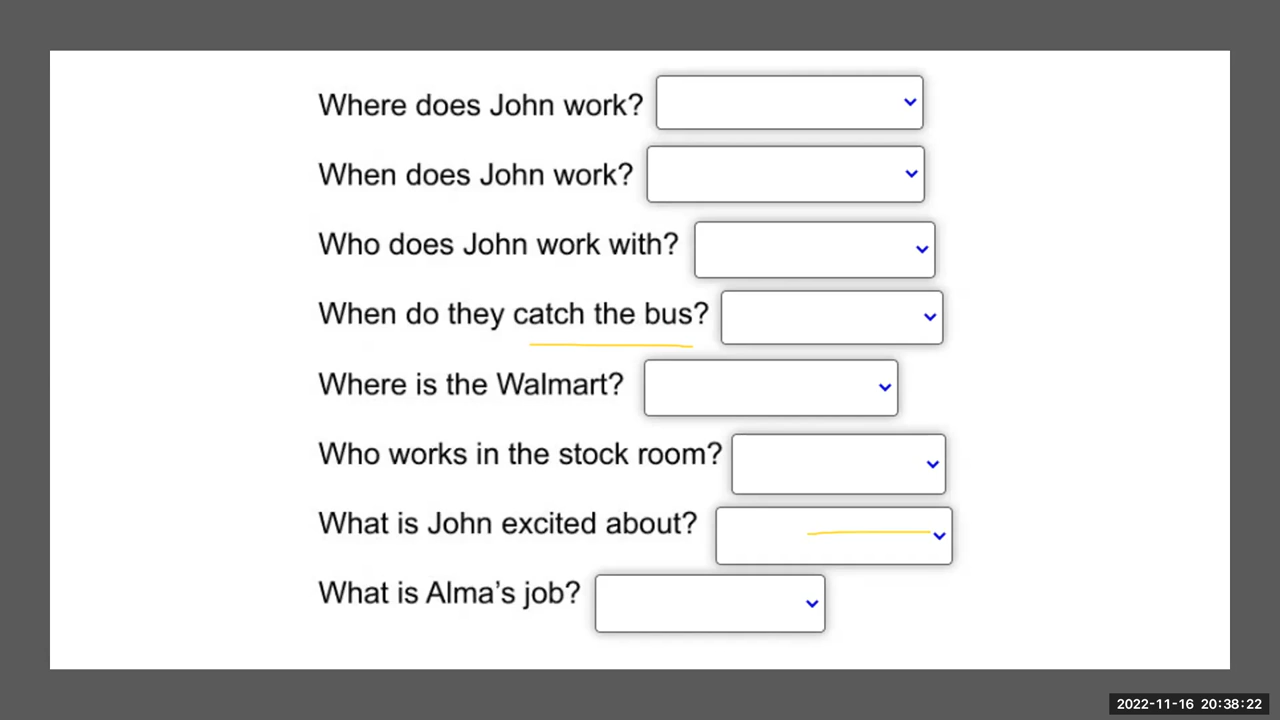 Where does John work?
When does John work?
Who does John work with?
When do they catch the bus?
Where is the Walmart?
Who works in the stock room?
What is John excited about?
What is Alma’s job?
2022-11-16 20:38:22